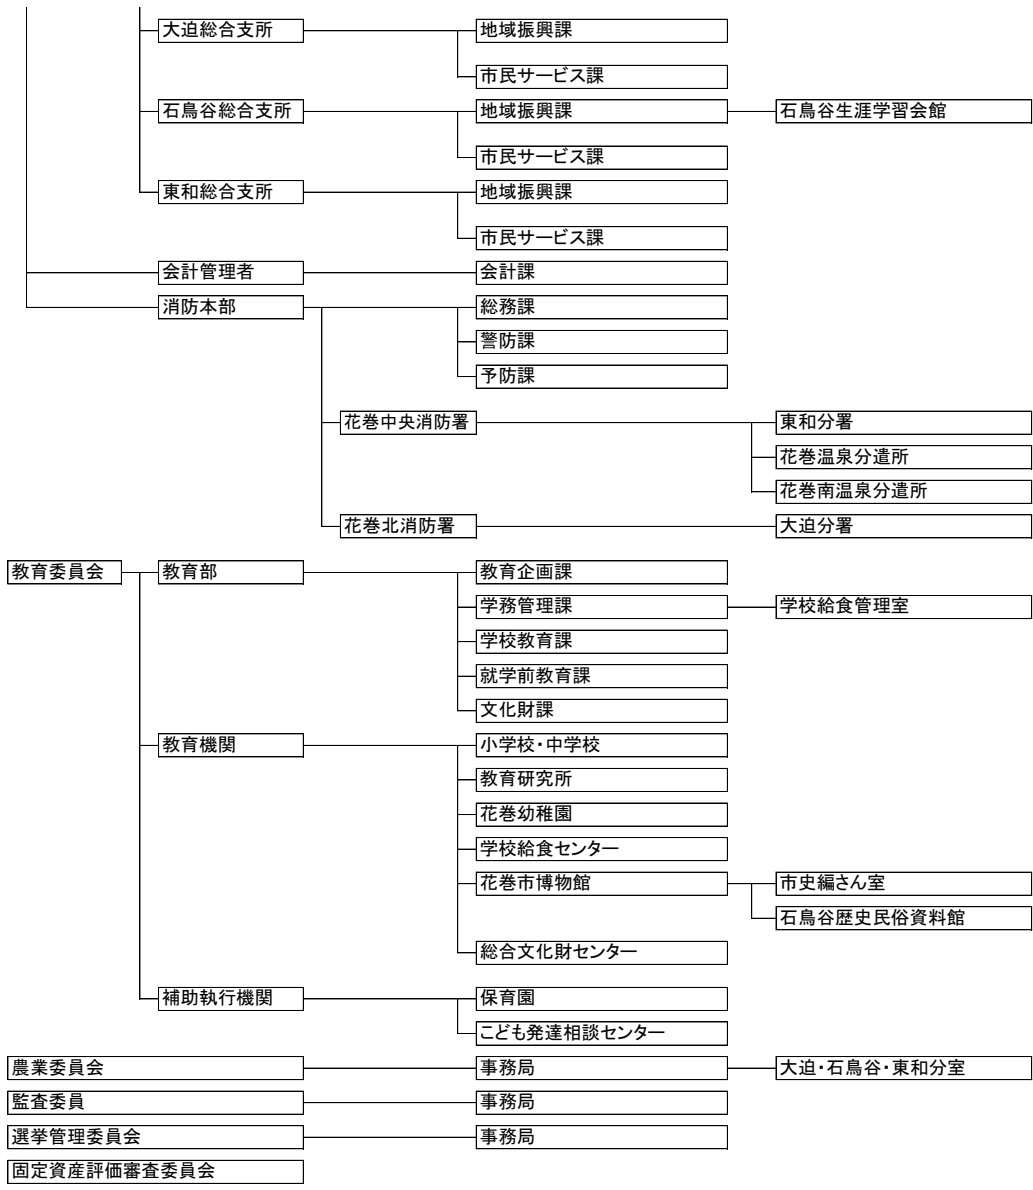 大迫総合支所 地域振興課
市民サービス課
石鳥谷総合支所 地域振興課 石鳥谷生涯学習会館
市民サービス課
東和総合支所 地域振興課
市民サービス課
会計管理者 会計課
消防本部 総務課
警防課
予防課
花巻中央消防署 東和分署
花巻温泉分遣所
花巻南温泉分遣所
花巻北消防署 大迫分署
教育委員会 教育部 教育企画課
学務管理課 学校給食管理室
学校教育課
就学前教育課
文化財課
教育機関 小学校・中学校
教育研究所
花巻幼稚園
学校給食センター
花巻市博物館 市史編さん室
石鳥谷歴史民俗資料館
総合文化財センター
補助執行機関 保育園
こども発達相談センター
農業委員会 事務局 大迫・石鳥谷・東和分室
監査委員 事務局
選挙管理委員会 事務局
固定資産評価審査委員会